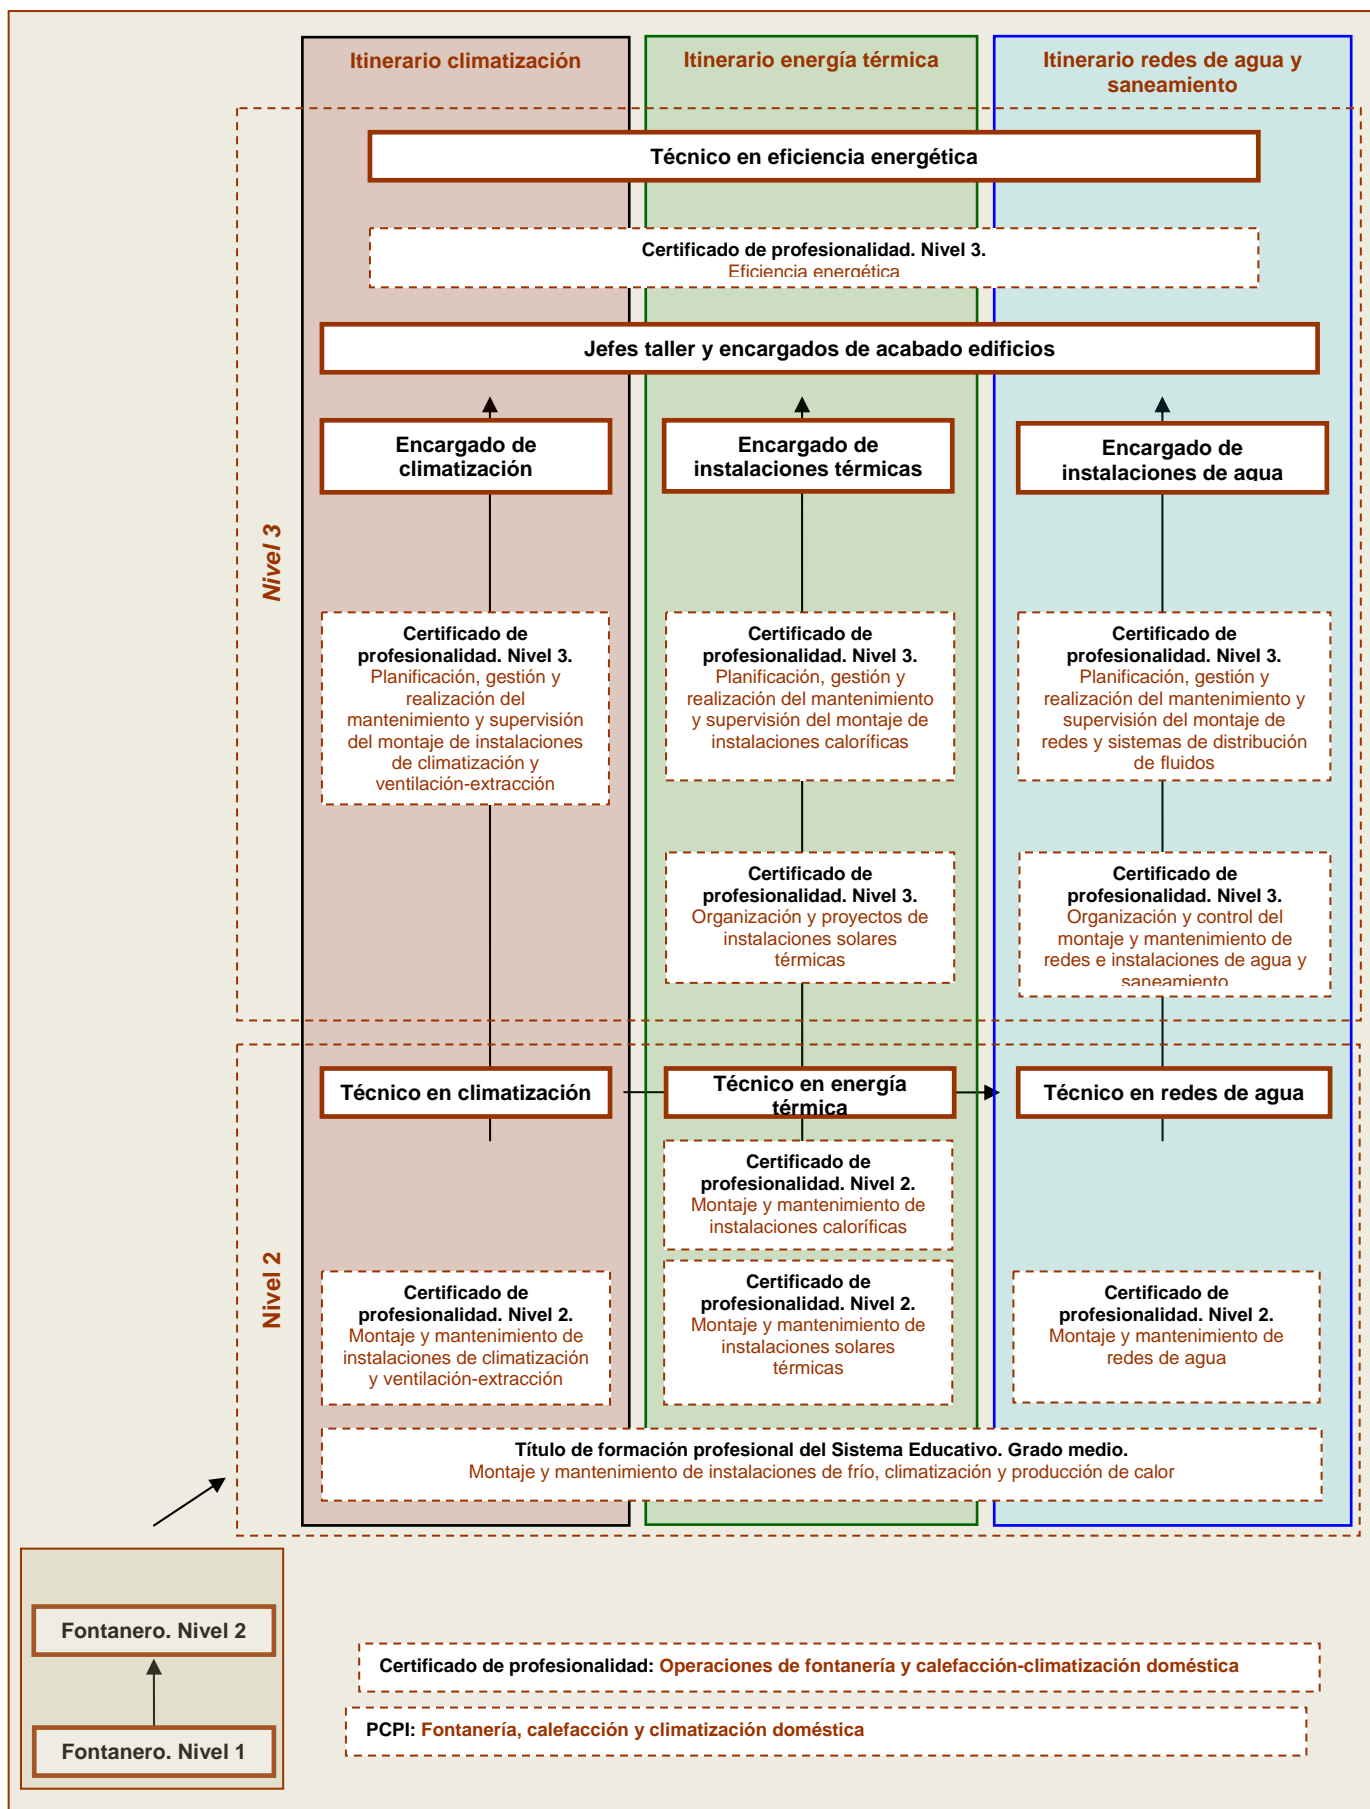 Itinerario climatización
Itinerario energía térmica
Itinerario redes de agua y
saneamiento
Técnico en eficiencia energética
Certificado de profesionalidad. Nivel 3.
Eficiencia energética
Jefes taller y encargados de acabado edificios
Encargado de
climatización
Encargado de
instalaciones térmicas
Encargado de
instalaciones de agua
Nivel 3
Certificado de
profesionalidad. Nivel 3.
Planificación, gestión y
realización del
mantenimiento y supervisión
del montaje de instalaciones
de climatización y
ventilación-extracción
Certificado de
profesionalidad. Nivel 3.
Planificación, gestión y
realización del mantenimiento
y supervisión del montaje de
instalaciones caloríficas
Certificado de
profesionalidad. Nivel 3.
Planificación, gestión y
realización del mantenimiento y
supervisión del montaje de
redes y sistemas de distribución
de fluidos
Certificado de
profesionalidad. Nivel 3.
Organización y proyectos de
instalaciones solares
térmicas
Certificado de
profesionalidad. Nivel 3.
Organización y control del
montaje y mantenimiento de
redes e instalaciones de agua y
saneamiento
Técnico en climatización
Técnico en energía
térmica
Técnico en redes de agua
Nivel 2
Certificado de
profesionalidad. Nivel 2.
Montaje y mantenimiento de
instalaciones caloríficas
Certificado de
profesionalidad. Nivel 2.
Montaje y mantenimiento de
instalaciones de climatización
y ventilación-extracción
Certificado de
profesionalidad. Nivel 2.
Montaje y mantenimiento de
instalaciones solares
térmicas
Certificado de
profesionalidad. Nivel 2.
Montaje y mantenimiento de
redes de agua
Título de formación profesional del Sistema Educativo. Grado medio.
Montaje y mantenimiento de instalaciones de frío, climatización y producción de calor
Fontanero. Nivel 2
Fontanero. Nivel 1
Certificado de profesionalidad: Operaciones de fontanería y calefacción-climatización doméstica
PCPI: Fontanería, calefacción y climatización doméstica